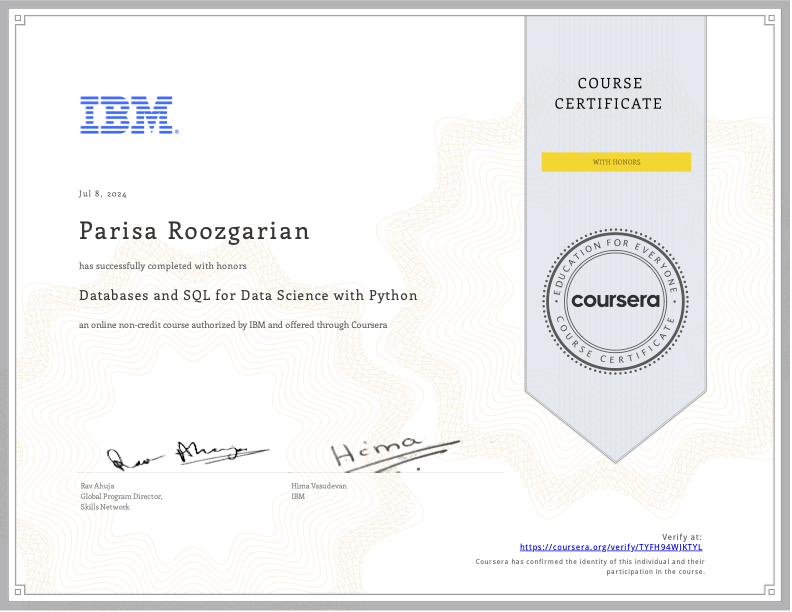 COURSE
CERTIFICATE
IBM®
WITH HONORS
Jul 8, 2024
Parisa Roozgarian
has successfully completed with honors
Databases and SQL for Data Science with Python
an online non-credit course authorized by IBM and offered through Coursera
EDUCATION FOR EVERYONE
coursera
COURSE CERTIFICATE
Rav Ahuja
Hima
Rav Ahuja
Global Program Director,
Skills Network
Hima Vasudevan
IBM
Verify at:
https://coursera.org/verify/TYFH94WJKTYL
Coursera has confirmed the identity of this individual and their
participation in the course.